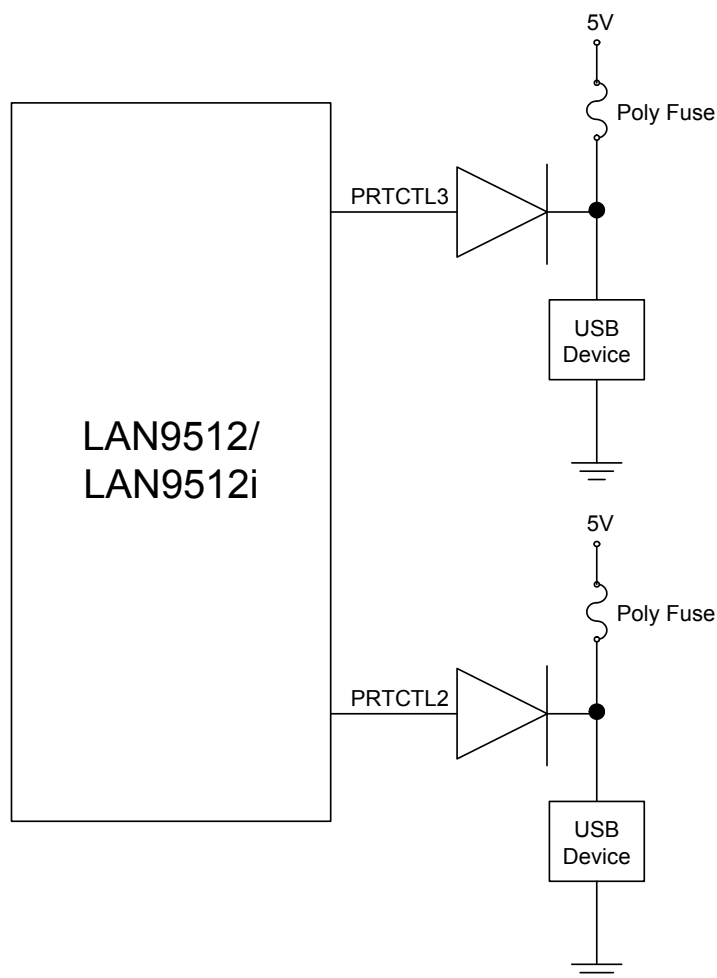 5V
Poly Fuse
PRTCTL3
USB
Device
LAN9512/
LAN9512i
5V
Poly Fuse
PRTCTL2
USB
Device